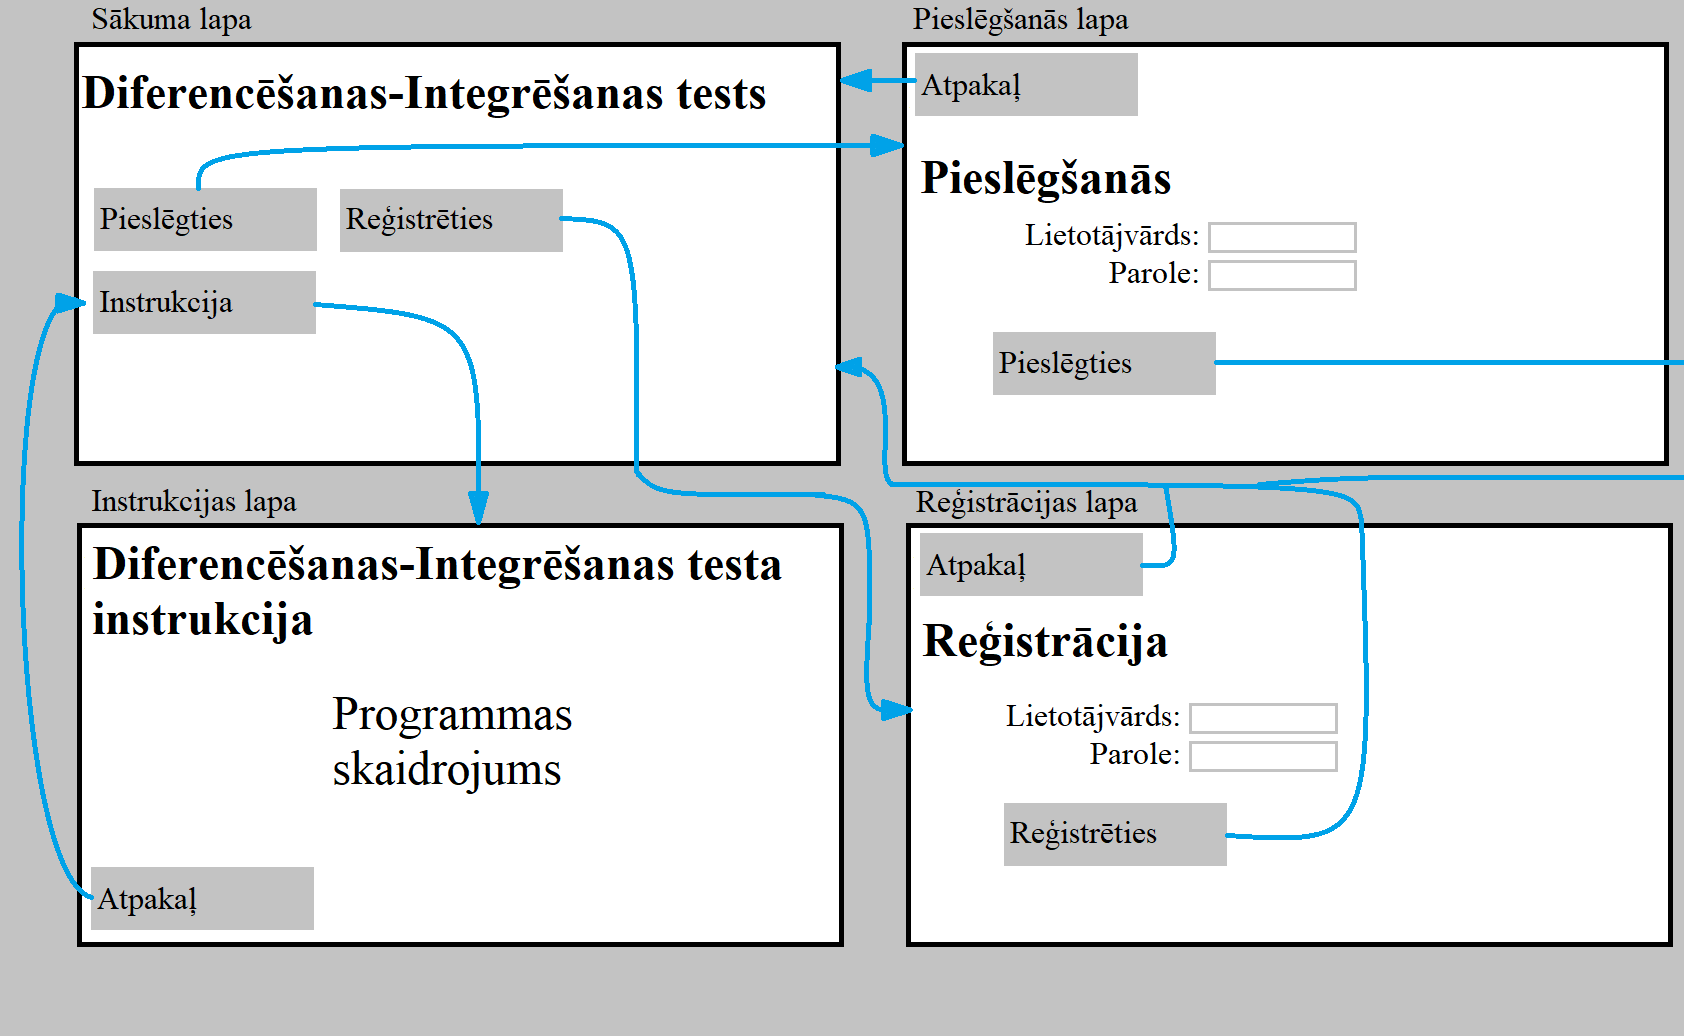 Sākuma lapa
Diferencēšanas-Integrēšanas tests
Pieslēgties
Reģistrēties
Instrukcija
Pieslēgšanās lapa
Atpakaļ
Pieslēgšanās
Lietotājvārds:
Parole:
Pieslēgties
Instrukcijas lapa
Diferencēšanas-Integrēšanas testa
instrukcija
Programmas
skaidrojums
Atpakaļ
Reģistrācijas lapa
Atpakaļ
Reģistrācija
Lietotājvārds:
Parole:
Reģistrēties